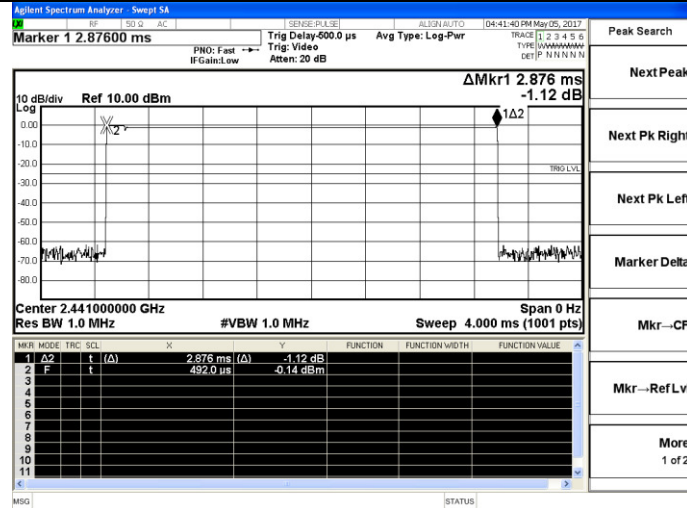 Agilent Spectrum Analyzer - Swept SA
LXI RF 50 Ω AC SENSE:PULSE ALIGN AUTO 04:41:40 PM May 05, 2017
Marker 1 2.87600 ms
PNO: Fast
IFGain:Low
Trig Delay-500.0 µs
Trig: Video
Atten: 20 dB
Avg Type: Log-Pwr
TRACE 1 2 3 4 5 6
TYPE WWWWWW
DET P N N N N N
ΔMkr1 2.876 ms
-1.12 dB
10 dB/div Ref 10.00 dBm
Log
1Δ2
0.00
2
-10.0
-20.0
TRIG LVL
-30.0
-40.0
-50.0
-60.0
-70.0
-80.0
Center 2.441000000 GHz Span 0 Hz
Res BW 1.0 MHz #VBW 1.0 MHz Sweep 4.000 ms (1001 pts)
MKR MODE TRC SCL X Y FUNCTION FUNCTION WIDTH FUNCTION VALUE
1 Δ2 t (Δ) 2.876 ms (Δ) -1.12 dB
2 F t 492.0 µs -0.14 dBm
3
4
5
6
7
8
9
10
11
MSG STATUS
Peak Search
Next Peak
Next Pk Right
Next Pk Left
Marker Delta
Mkr→CF
Mkr→Ref Lvl
More
1 of 2